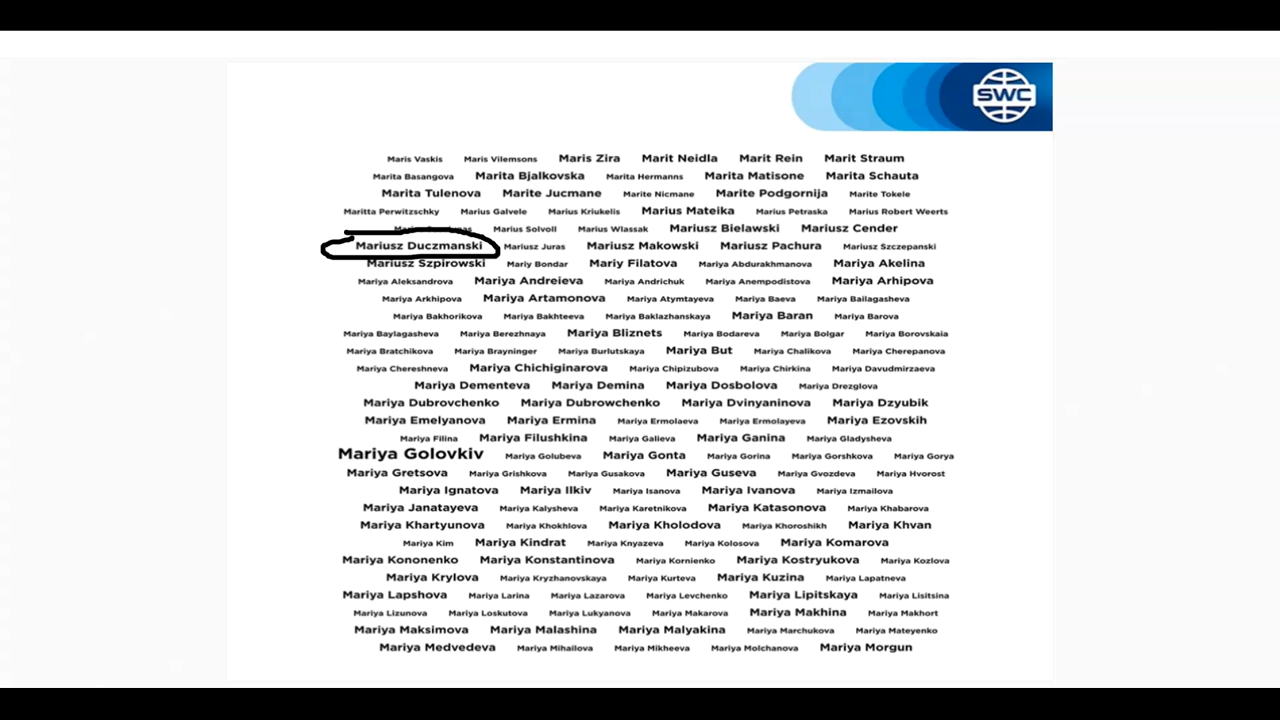 SWC
Maris Vaskis Maris Vilemsons Maris Zira Marit Neidla Marit Rein Marit Straum
Marita Basangova Marita Bjalkovska Marita Hermanns Marita Matisone Marita Schauta
Marita Tulenova Marite Jucmane Marite Nicmane Marite Podgornija Marite Tokele
Maritta Perwitzschky Marius Galvele Marius Kriukelis Marius Mateika Marius Petraska Marius Robert Weerts
Marius Solvoll Marius Wlassak Mariusz Bielawski Mariusz Cender
Mariusz Duczmanski Mariusz Juras Mariusz Makowski Mariusz Pachura Mariusz Szczepanski
Mariusz Szpirowski Mariy Bondar Mariy Filatova Mariya Abdurakhmanova Mariya Akelina
Mariya Aleksandrova Mariya Andreieva Mariya Andrichuk Mariya Anempodistova Mariya Arhipova
Mariya Arkhipova Mariya Artamonova Mariya Atymtayeva Mariya Baeva Mariya Bailagasheva
Mariya Bakhorikova Mariya Bakhteeva Mariya Baklazhanskaya Mariya Baran Mariya Barova
Mariya Baylagasheva Mariya Berezhnaya Mariya Bliznets Mariya Bodareva Mariya Bolgar Mariya Borovskaia
Mariya Bratchikova Mariya Brayninger Mariya Burlutskaya Mariya But Mariya Chalikova Mariya Cherepanova
Mariya Chereshneva Mariya Chichiginarova Mariya Chipizubova Mariya Chirkina Mariya Davudmirzaeva
Mariya Dementeva Mariya Demina Mariya Dosbolova Mariya Drezglova
Mariya Dubrovchenko Mariya Dubrowchenko Mariya Dvinyaninova Mariya Dzyubik
Mariya Emelyanova Mariya Ermina Mariya Ermolaeva Mariya Ermolayeva Mariya Ezovskih
Mariya Filina Mariya Filushkina Mariya Galieva Mariya Ganina Mariya Gladysheva
Mariya Golovkiv Mariya Golubeva Mariya Gonta Mariya Gorina Mariya Gorshkova Mariya Gorya
Mariya Gretsova Mariya Grishkova Mariya Gusakova Mariya Guseva Mariya Gvozdeva Mariya Hvorost
Mariya Ignatova Mariya Ilkiv Mariya Isanova Mariya Ivanova Mariya Izmailova
Mariya Janatayeva Mariya Kalysheva Mariya Karetnikova Mariya Katasonova Mariya Khabarova
Mariya Khartyunova Mariya Khokhlova Mariya Kholodova Mariya Khoroshikh Mariya Khvan
Mariya Kim Mariya Kindrat Mariya Knyazeva Mariya Kolosova Mariya Komarova
Mariya Kononenko Mariya Konstantinova Mariya Kornienko Mariya Kostryukova Mariya Kozlova
Mariya Krylova Mariya Kryzhanovskaya Mariya Kurteva Mariya Kuzina Mariya Lapatneva
Mariya Lapshova Mariya Larina Mariya Lazarova Mariya Levchenko Mariya Lipitskaya Mariya Lisitsina
Mariya Lizunova Mariya Loskutova Mariya Lukyanova Mariya Makarova Mariya Makhina Mariya Makhort
Mariya Maksimova Mariya Malashina Mariya Malyakina Mariya Marchukova Mariya Mateyenko
Mariya Medvedeva Mariya Mihailova Mariya Mikheeva Mariya Molchanova Mariya Morgun